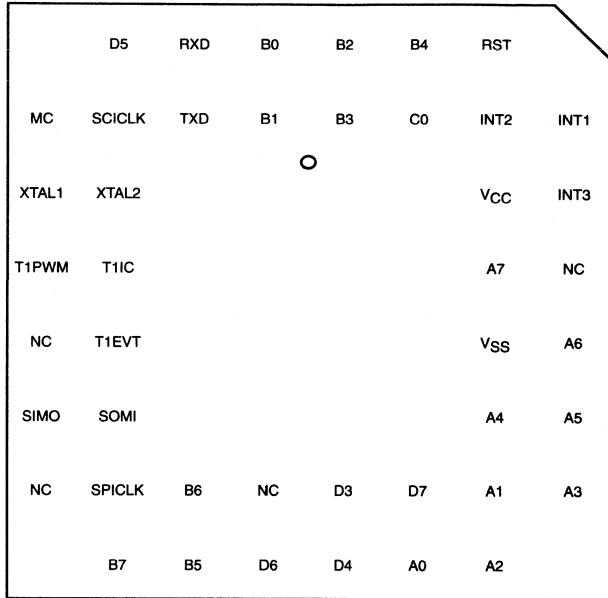 D5 RXD B0 B2 B4 RST
MC SCICLK TXD B1 B3 C0 INT2 INT1
XTAL1 XTAL2 VCC INT3
T1PWM T1IC A7 NC
NC T1EVT VSS A6
SIMO SOMI A4 A5
NC SPICLK B6 NC D3 D7 A1 A3
B7 B5 D6 D4 A0 A2